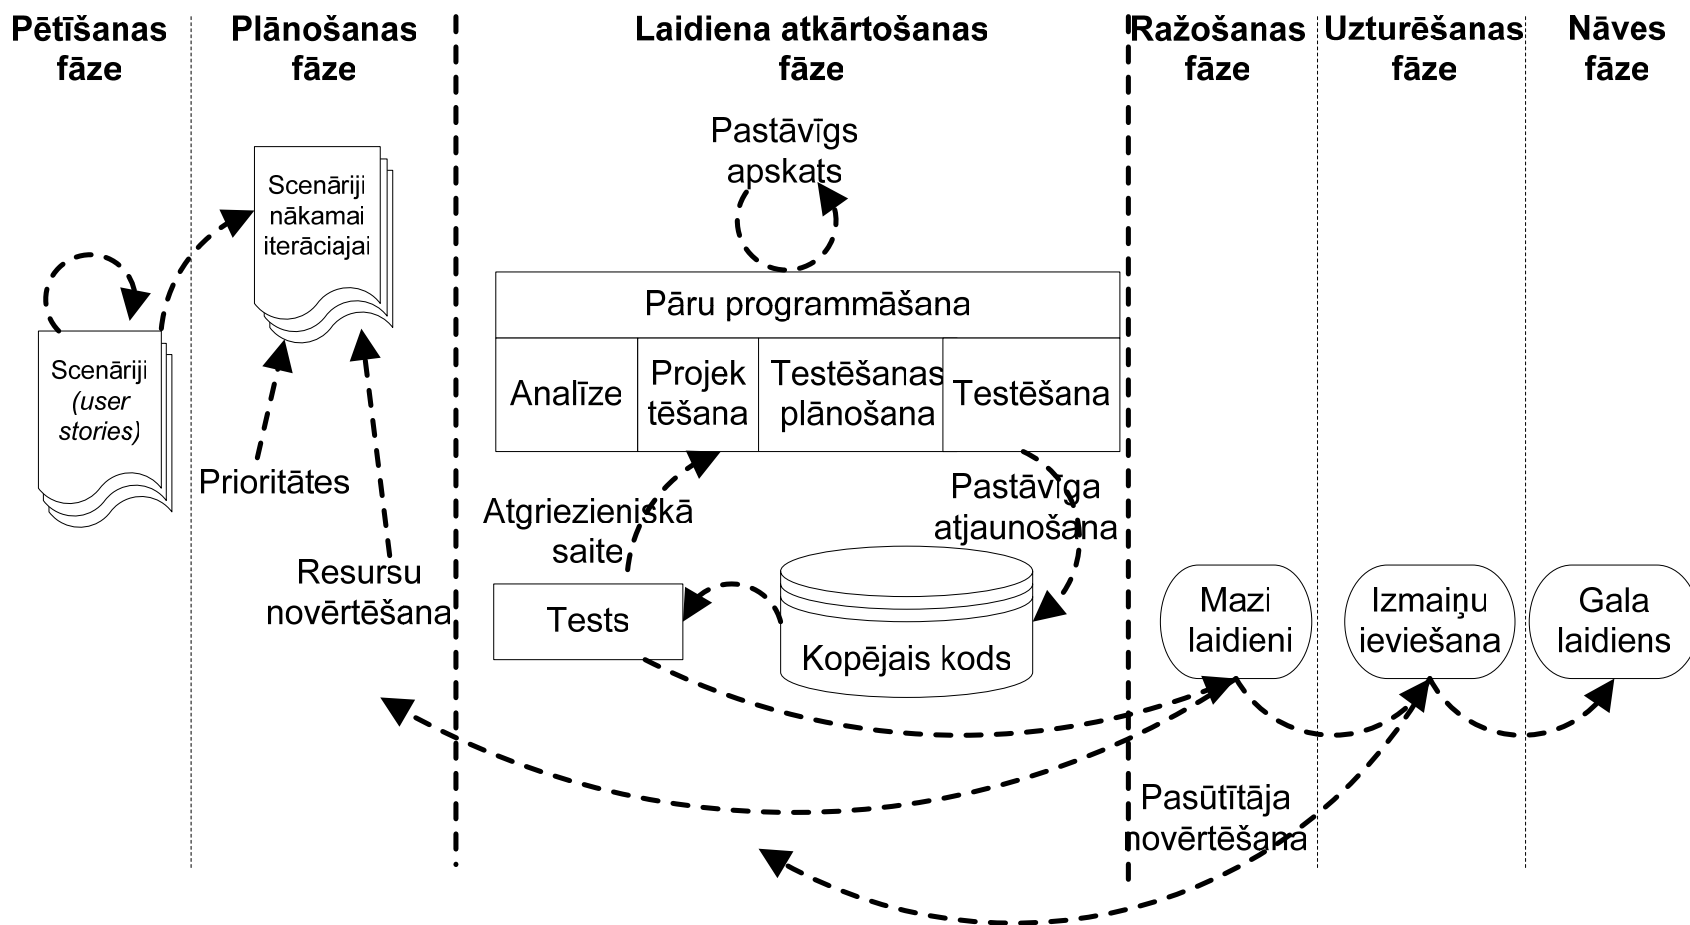 Pētīšanas
fāze
Plānošanas
fāze
Laidiena atkārtošanas
fāze
Ražošanas
fāze
Uzturēšanas
fāze
Nāves
fāze
Pastāvīgs
apskats
Scenāriji
nākamai
iterāciajai
Pāru programmāšana
Analīze
Projek
tēšana
Testēšanas
plānošana
Testēšana
Scenāriji
(user
stories)
Prioritātes
Atgriezeniskā
saite
Pastāvīga
atjaunošana
Resursu
novērtēšana
Tests
Kopējais kods
Mazi
laidieni
Izmaiņu
ieviešana
Gala
laidiens
Pasūtītāja
novērtēšana